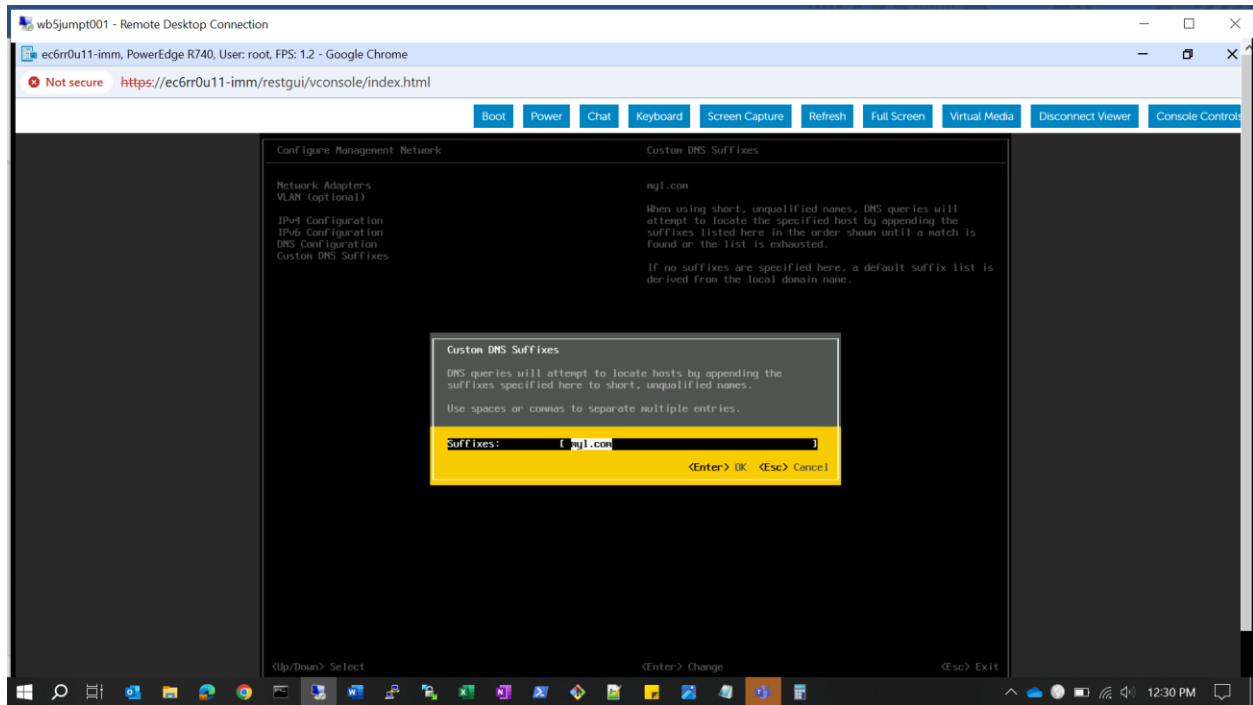 wb5jumpt001 - Remote Desktop Connection
ec6rr0u11-imm, PowerEdge R740, User: root, FPS: 1.2 - Google Chrome
Not secure https://ec6rr0u11-imm/restgui/vconsole/index.html
Boot Power Chat Keyboard Screen Capture Refresh Full Screen Virtual Media Disconnect Viewer Console Controls
Configure Management Network Custom DNS Suffixes
Network Adapters myl.com
VLAN (optional)
When using short, unqualified names, DNS queries will
IPv4 Configuration attempt to locate the specified host by appending the
IPv6 Configuration suffixes listed here in the order shown until a match is
DNS Configuration found or the list is exhausted.
Custom DNS Suffixes
If no suffixes are specified here, a default suffix list is
derived from the local domain name.
Custom DNS Suffixes
DNS queries will attempt to locate hosts by appending the
suffixes specified here to short, unqualified names.
Use spaces or commas to separate multiple entries.
Suffixes: [ myl.com ]
<Enter> OK <Esc> Cancel
<Up/Down> Select <Enter> Change <Esc> Exit
12:30 PM